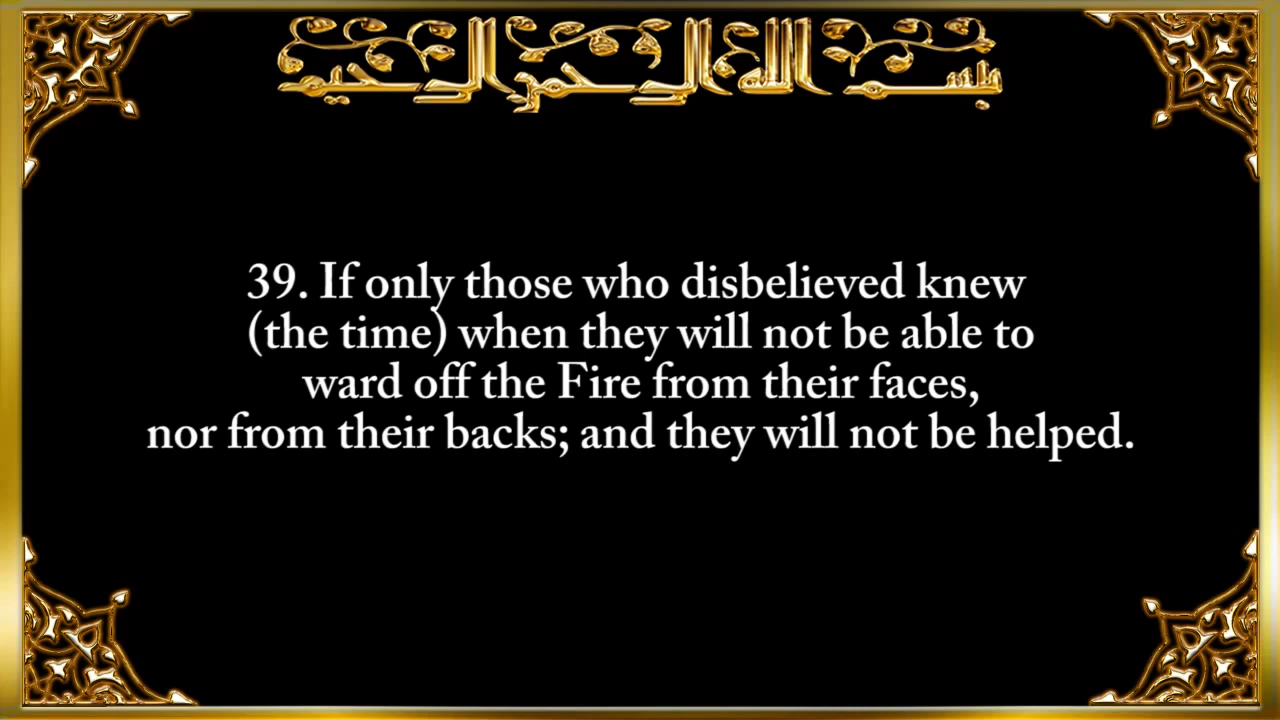 بسم الله الرحمن الرحيم
39. If only those who disbelieved knew
(the time) when they will not be able to
ward off the Fire from their faces,
nor from their backs; and they will not be helped.